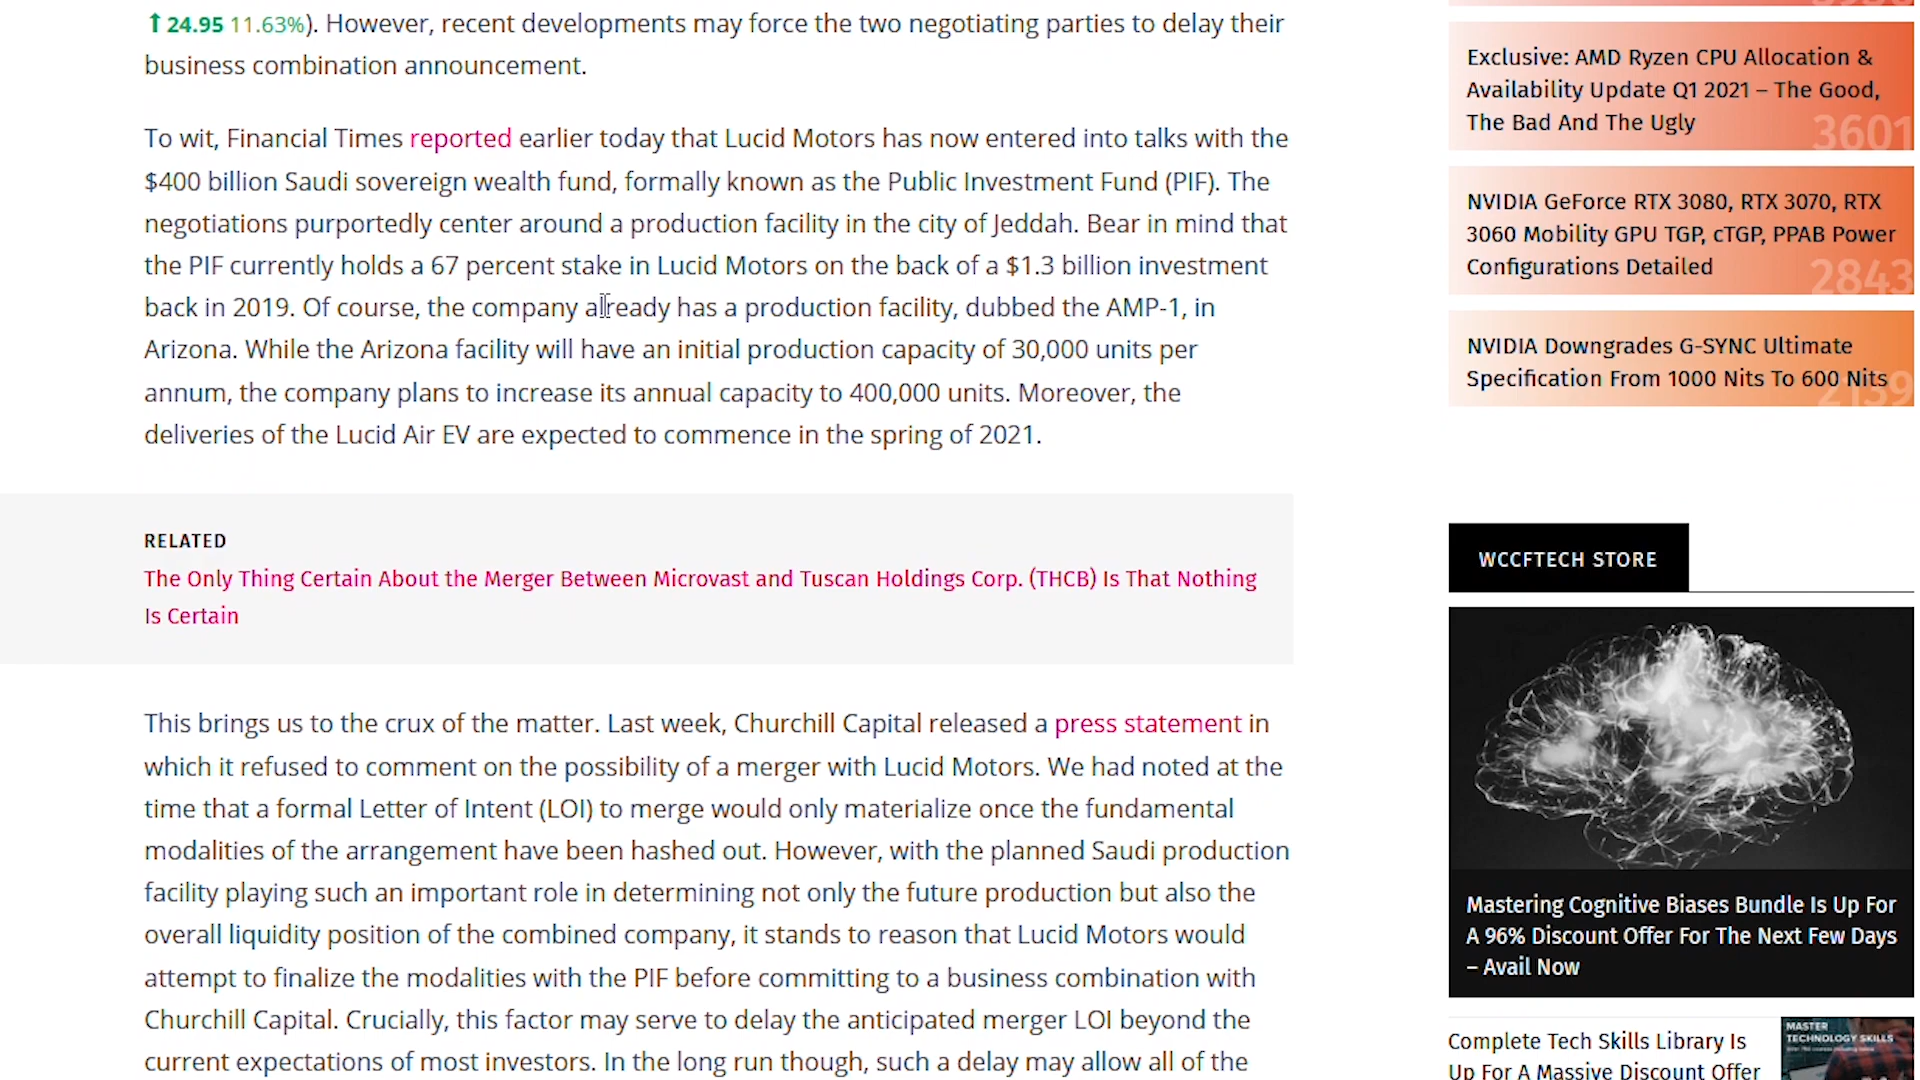 ↑24.95 11.63%). However, recent developments may force the two negotiating parties to delay their
business combination announcement.
To wit, Financial Times reported earlier today that Lucid Motors has now entered into talks with the
$400 billion Saudi sovereign wealth fund, formally known as the Public Investment Fund (PIF). The
negotiations purportedly center around a production facility in the city of Jeddah. Bear in mind that
the PIF currently holds a 67 percent stake in Lucid Motors on the back of a $1.3 billion investment
back in 2019. Of course, the company already has a production facility, dubbed the AMP-1, in
Arizona. While the Arizona facility will have an initial production capacity of 30,000 units per
annum, the company plans to increase its annual capacity to 400,000 units. Moreover, the
deliveries of the Lucid Air EV are expected to commence in the spring of 2021.
RELATED
The Only Thing Certain About the Merger Between Microvast and Tuscan Holdings Corp. (THCB) Is That Nothing
Is Certain
This brings us to the crux of the matter. Last week, Churchill Capital released a press statement in
which it refused to comment on the possibility of a merger with Lucid Motors. We had noted at the
time that a formal Letter of Intent (LOI) to merge would only materialize once the fundamental
modalities of the arrangement have been hashed out. However, with the planned Saudi production
facility playing such an important role in determining not only the future production but also the
overall liquidity position of the combined company, it stands to reason that Lucid Motors would
attempt to finalize the modalities with the PIF before committing to a business combination with
Churchill Capital. Crucially, this factor may serve to delay the anticipated merger LOI beyond the
current expectations of most investors. In the long run though, such a delay may allow all of the
Exclusive: AMD Ryzen CPU Allocation &
Availability Update Q1 2021 – The Good,
The Bad And The Ugly
3601
NVIDIA GeForce RTX 3080, RTX 3070, RTX
3060 Mobility GPU TGP, cTGP, PPAB Power
Configurations Detailed
2843
NVIDIA Downgrades G-SYNC Ultimate
Specification From 1000 Nits To 600 Nits
2139
WCCFTECH STORE
Mastering Cognitive Biases Bundle Is Up For
A 96% Discount Offer For The Next Few Days
– Avail Now
Complete Tech Skills Library Is
Up For A Massive Discount Offer
MASTER
TECHNOLOGY SKILLS